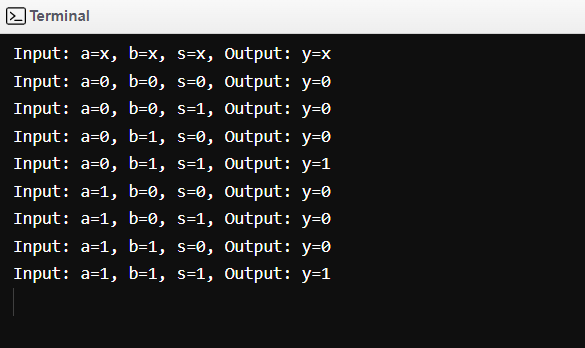 Terminal
Input: a=x, b=x, s=x, Output: y=x
Input: a=0, b=0, s=0, Output: y=0
Input: a=0, b=0, s=1, Output: y=0
Input: a=0, b=1, s=0, Output: y=0
Input: a=0, b=1, s=1, Output: y=1
Input: a=1, b=0, s=0, Output: y=0
Input: a=1, b=0, s=1, Output: y=0
Input: a=1, b=1, s=0, Output: y=0
Input: a=1, b=1, s=1, Output: y=1